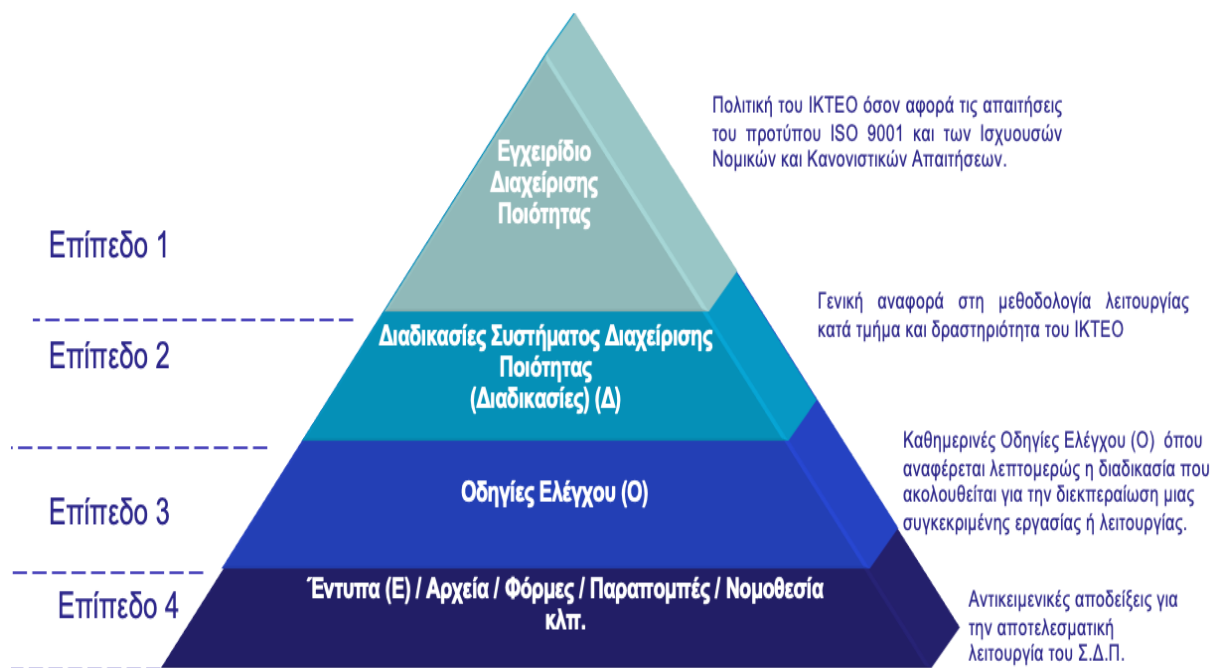 Εγχειρίδιο
Διαχείρισης
Ποιότητας
Πολιτική του ΙΚΤΕΟ όσον αφορά τις απαιτήσεις
του προτύπου ISO 9001 και των Ισχυουσών
Νομικών και Κανονιστικών Απαιτήσεων.
Επίπεδο 1
Διαδικασίες Συστήματος Διαχείρισης
Ποιότητας
(Διαδικασίες) (Δ)
Γενική αναφορά στη μεθοδολογία λειτουργίας
κατά τμήμα και δραστηριότητα του ΙΚΤΕΟ
Επίπεδο 2
Οδηγίες Ελέγχου (Ο)
Καθημερινές Οδηγίες Ελέγχου (Ο) όπου
αναφέρεται λεπτομερώς η διαδικασία που
ακολουθείται για την διεκπεραίωση μιας
συγκεκριμένης εργασίας ή λειτουργίας.
Επίπεδο 3
Έντυπα (Ε) / Αρχεία / Φόρμες / Παραπομπές / Νομοθεσία
κλπ.
Επίπεδο 4
Αντικειμενικές αποδείξεις για
την αποτελεσματική
λειτουργία του Σ.Δ.Π.